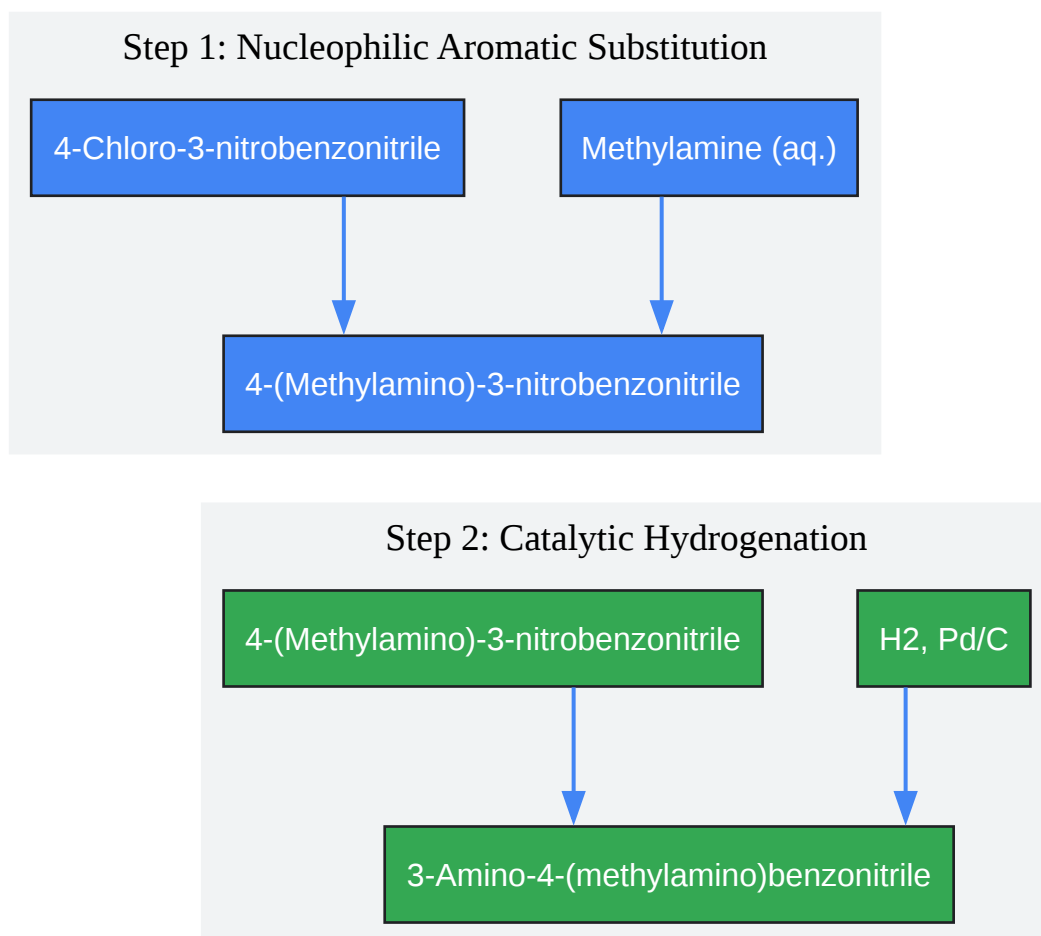 Step 1: Nucleophilic Aromatic Substitution
4-Chloro-3-nitrobenzonitrile
Methylamine (aq.)
4-(Methylamino)-3-nitrobenzonitrile
Step 2: Catalytic Hydrogenation
4-(Methylamino)-3-nitrobenzonitrile
H2, Pd/C
3-Amino-4-(methylamino)benzonitrile